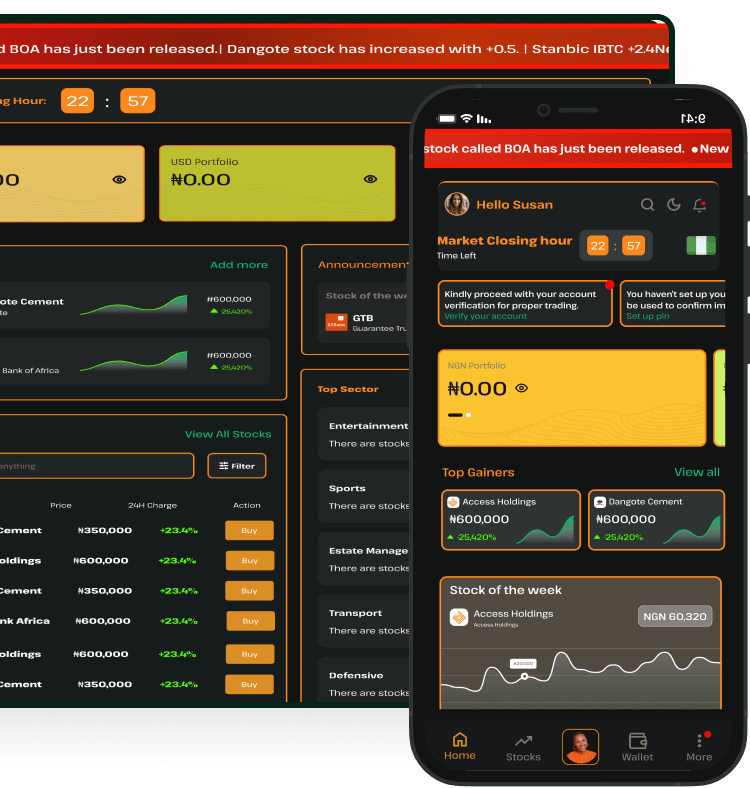 d BOA has just been released.| Dangote stock has increased with +0.5. | Stanbic IBTC +2.4Ne
ng Hour: 22 : 57
00
USD Portfolio
₦0.00
Add more
ote Cement
te
₦600,000
-25,420%
Bank of Africa
₦600,000
-25,420%
View All Stocks
anything
Filter
Price 24H Charge Action
Cement ₦350,000 +23.4% Buy
oldings ₦600,000 +23.4% Buy
Cement ₦350,000 +23.4% Buy
nk Africa ₦600,000 +23.4% Buy
oldings ₦600,000 +23.4% Buy
Cement ₦350,000 +23.4% Buy
Announcement
Stock of the we
GTBank
GTB
Guarantee Tru
Top Sector
Entertainment
There are stocks
Sports
There are stocks
Estate Manage
There are stocks
Transport
There are stocks
Defensive
There are stocks
9:41
stock called BOA has just been released. ●New
Hello Susan
Market Closing hour
Time Left
22 : 57
Kindly proceed with your account
verification for proper trading.
Verify your account
You haven't set up you
be used to confirm im
Set up pin
NGN Portfolio
₦0.00
Top Gainers View all
Access Holdings
₦600,000
-25,420%
Dangote Cement
₦600,000
-25,420%
Stock of the week
Access Holdings
Access Holdings
NGN 60,320
₦20,000
Home Stocks Wallet More